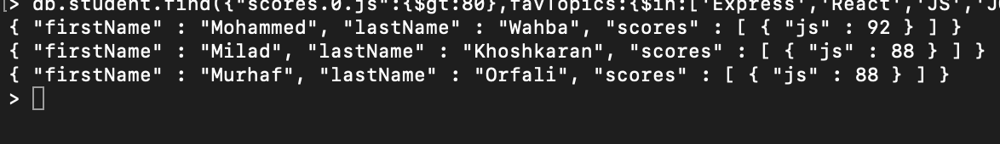 > db.student.find({"scores.0.js":{$gt:80},favTopics:{$in:['Express','React','JS','J
{ "firstName" : "Mohammed", "lastName" : "Wahba", "scores" : [ { "js" : 92 } ] }
{ "firstName" : "Milad", "lastName" : "Khoshkaran", "scores" : [ { "js" : 88 } ] }
{ "firstName" : "Murhaf", "lastName" : "Orfali", "scores" : [ { "js" : 88 } ] }
>